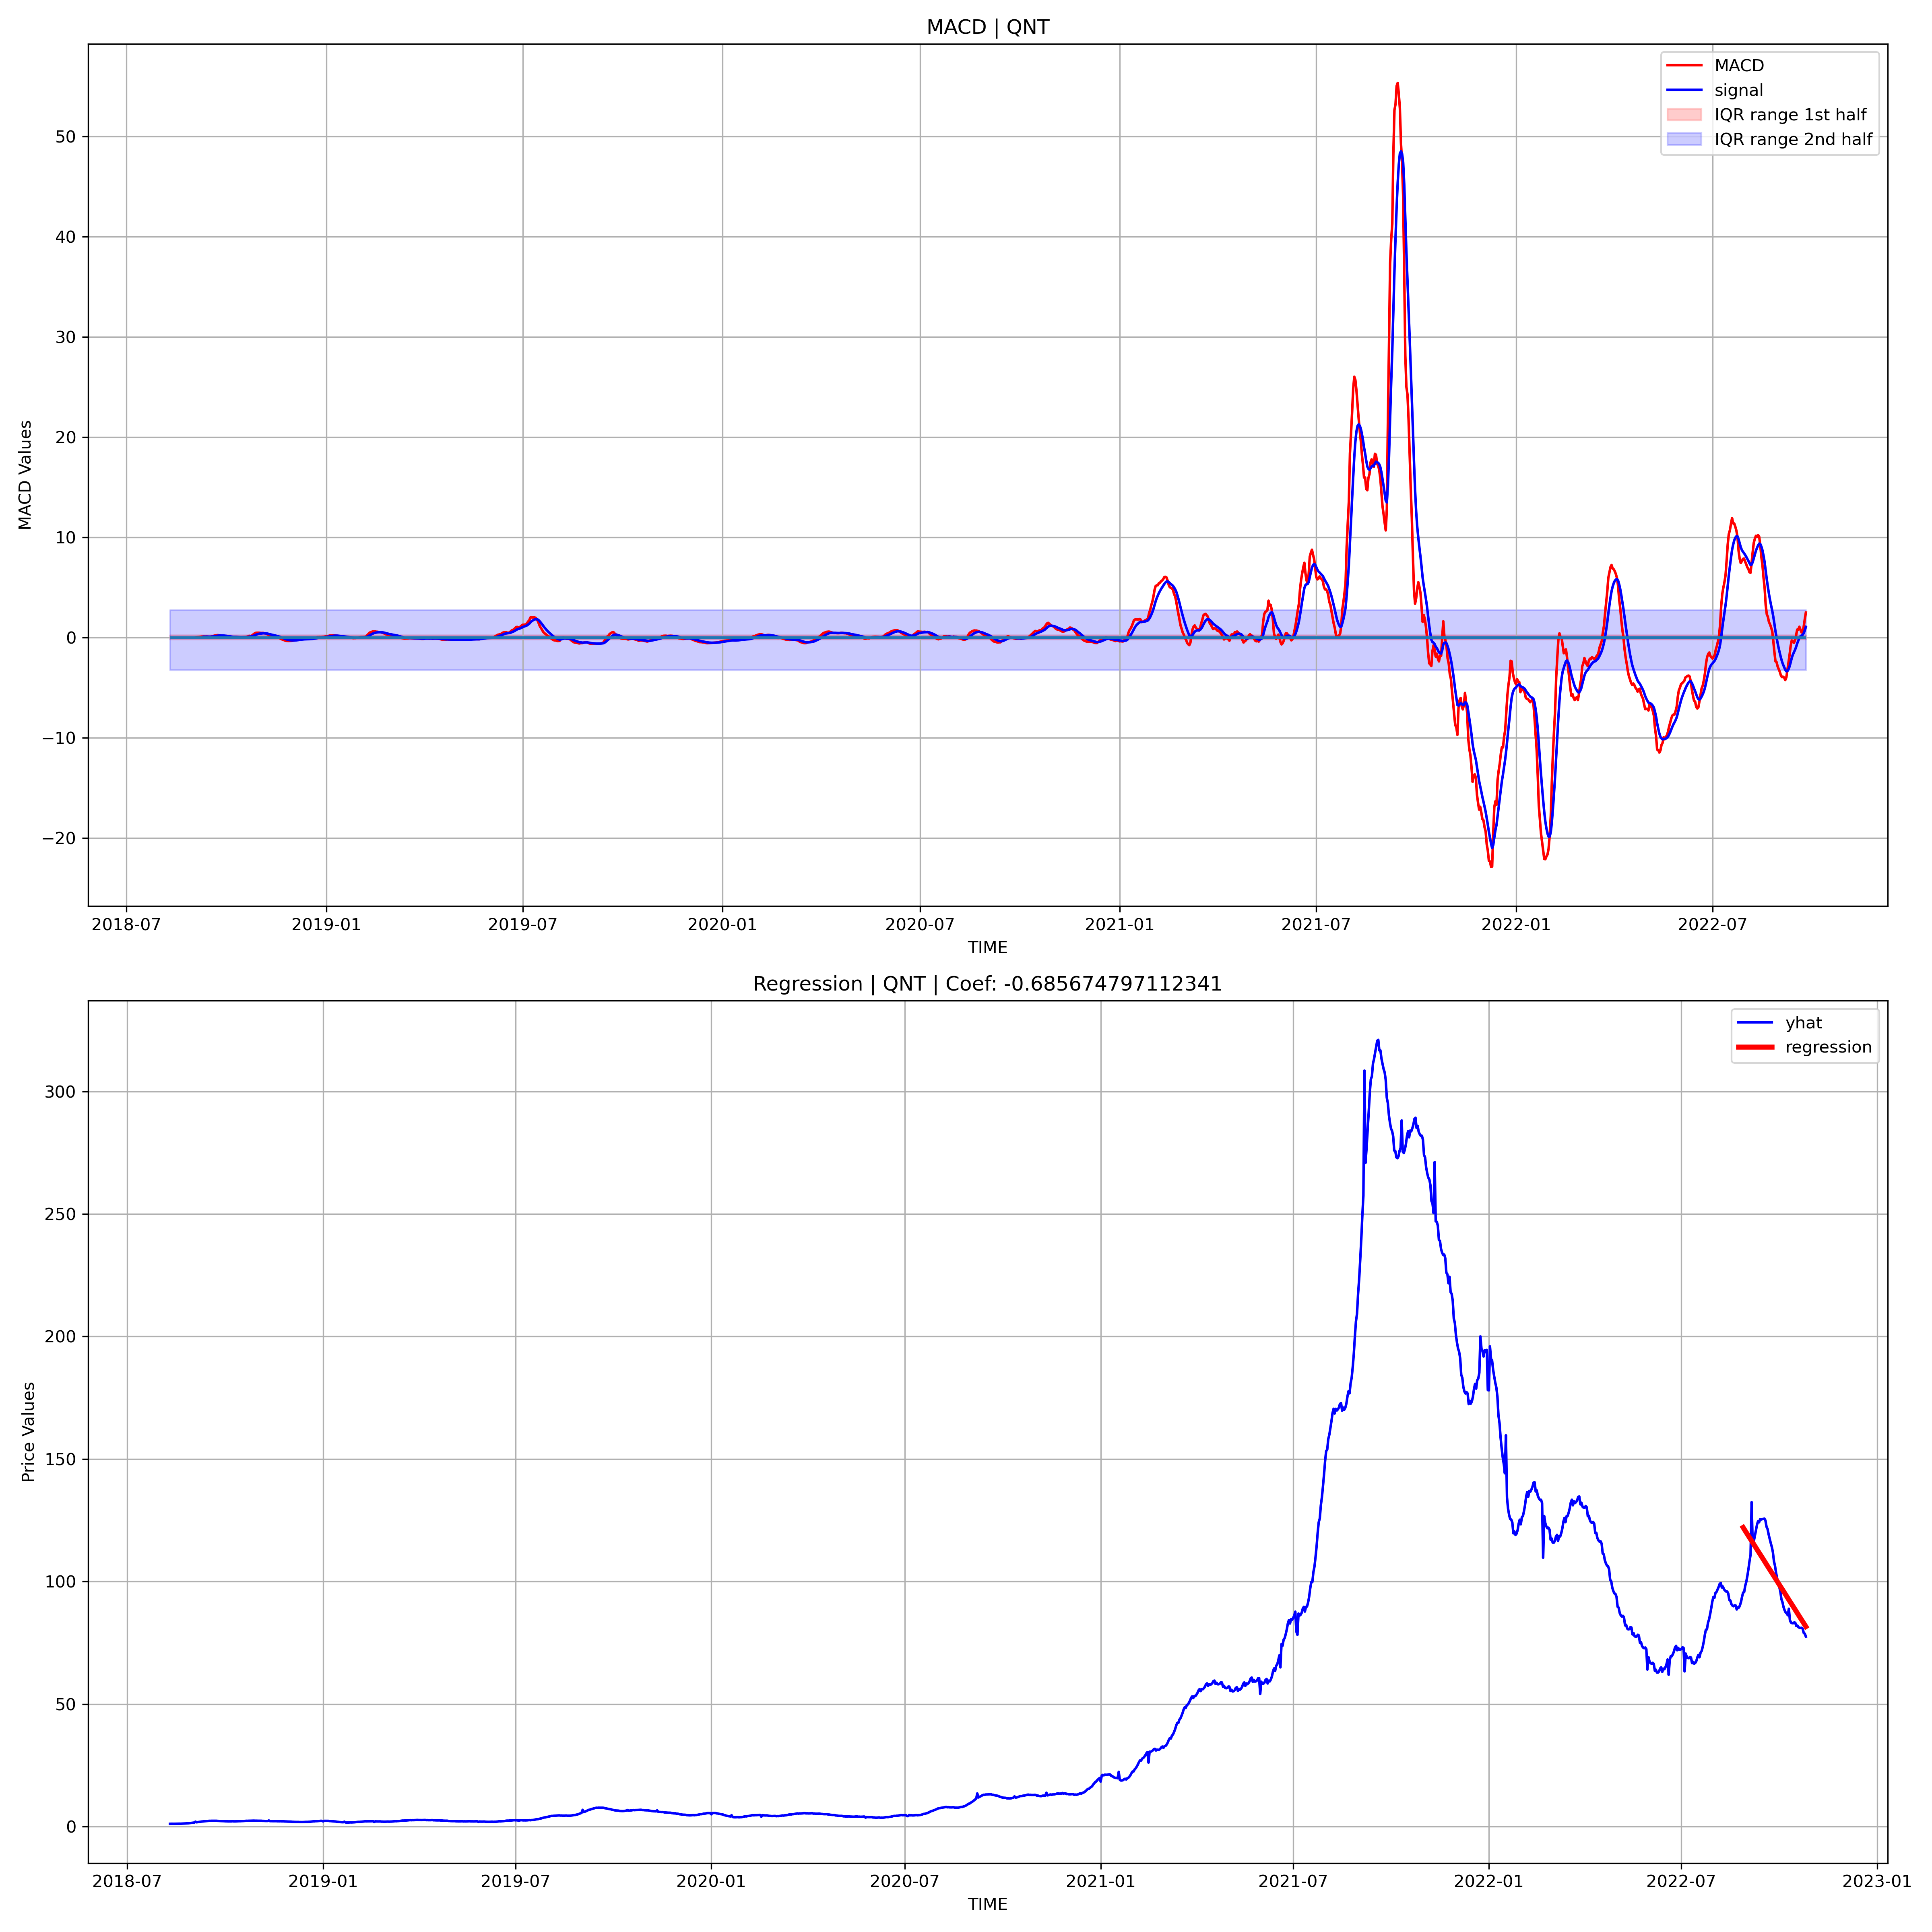 MACD | QNT
MACD
signal
IQR range 1st half
IQR range 2nd half
MACD Values
50
40
30
20
10
0
−10
−20
2018-07 2019-01 2019-07 2020-01 2020-07 2021-01 2021-07 2022-01 2022-07
TIME
Regression | QNT | Coef: -0.685674797112341
yhat
regression
Price Values
300
250
200
150
100
50
0
2018-07 2019-01 2019-07 2020-01 2020-07 2021-01 2021-07 2022-01 2022-07 2023-01
TIME